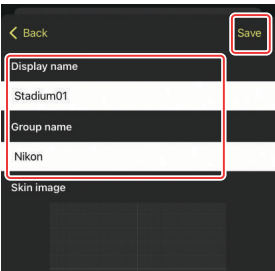 Back
Save
Display name
Stadium01
Group name
Nikon
Skin image